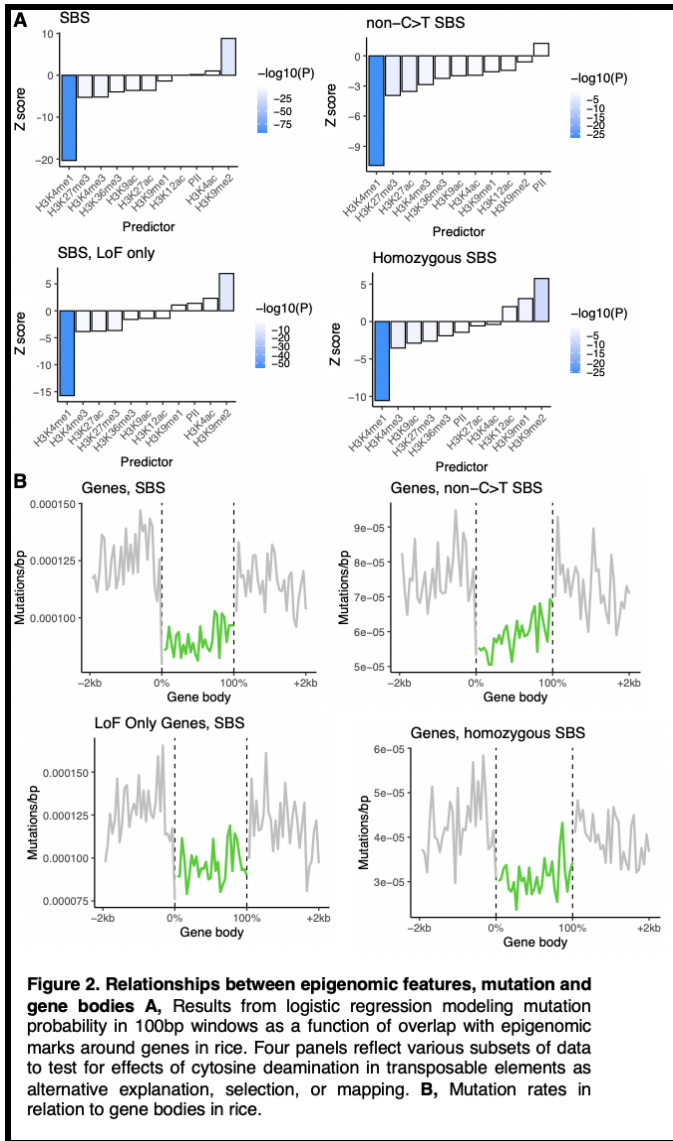 A
SBS
10
0
−10
−20
Z score
H3K4me1
H3K27me3
H3K4me3
H3K36me3
H3K9ac
H3K27ac
H3K9me1
H3K12ac
PII
H3K4ac
H3K9me2
Predictor
−log10(P)
−25
−50
−75
non-C>T SBS
0
−3
−6
−9
Z score
H3K4me1
H3K27me3
H3K27ac
H3K4me3
H3K36me3
H3K9ac
H3K4ac
H3K9me1
H3K12ac
H3K9me2
PII
Predictor
−log10(P)
−5
−10
−15
−20
−25
SBS, LoF only
5
0
−5
−10
−15
Z score
H3K4me1
H3K4me3
H3K27ac
H3K27me3
H3K36me3
H3K9ac
H3K12ac
H3K9me1
PII
H3K4ac
H3K9me2
Predictor
−log10(P)
−10
−20
−30
−40
−50
Homozygous SBS
5
0
−5
−10
Z score
H3K4me1
H3K4me3
H3K9ac
H3K27me3
H3K36me3
PII
H3K27ac
H3K4ac
H3K12ac
H3K9me1
H3K9me2
Predictor
−log10(P)
−5
−10
−15
−20
−25
B
Genes, SBS
0.000150
0.000125
0.000100
Mutations/bp
−2kb
0%
100%
+2kb
Gene body
Genes, non-C>T SBS
9e-05
8e-05
7e-05
6e-05
5e-05
Mutations/bp
−2kb
0%
100%
+2kb
Gene body
LoF Only Genes, SBS
0.000150
0.000125
0.000100
0.000075
Mutations/bp
−2kb
0%
100%
+2kb
Gene body
Genes, homozygous SBS
6e-05
5e-05
4e-05
3e-05
Mutations/bp
−2kb
0%
100%
+2kb
Gene body
Figure 2. Relationships between epigenomic features, mutation and
gene bodies A, Results from logistic regression modeling mutation
probability in 100bp windows as a function of overlap with epigenomic
marks around genes in rice. Four panels reflect various subsets of data
to test for effects of cytosine deamination in transposable elements as
alternative explanation, selection, or mapping. B, Mutation rates in
relation to gene bodies in rice.